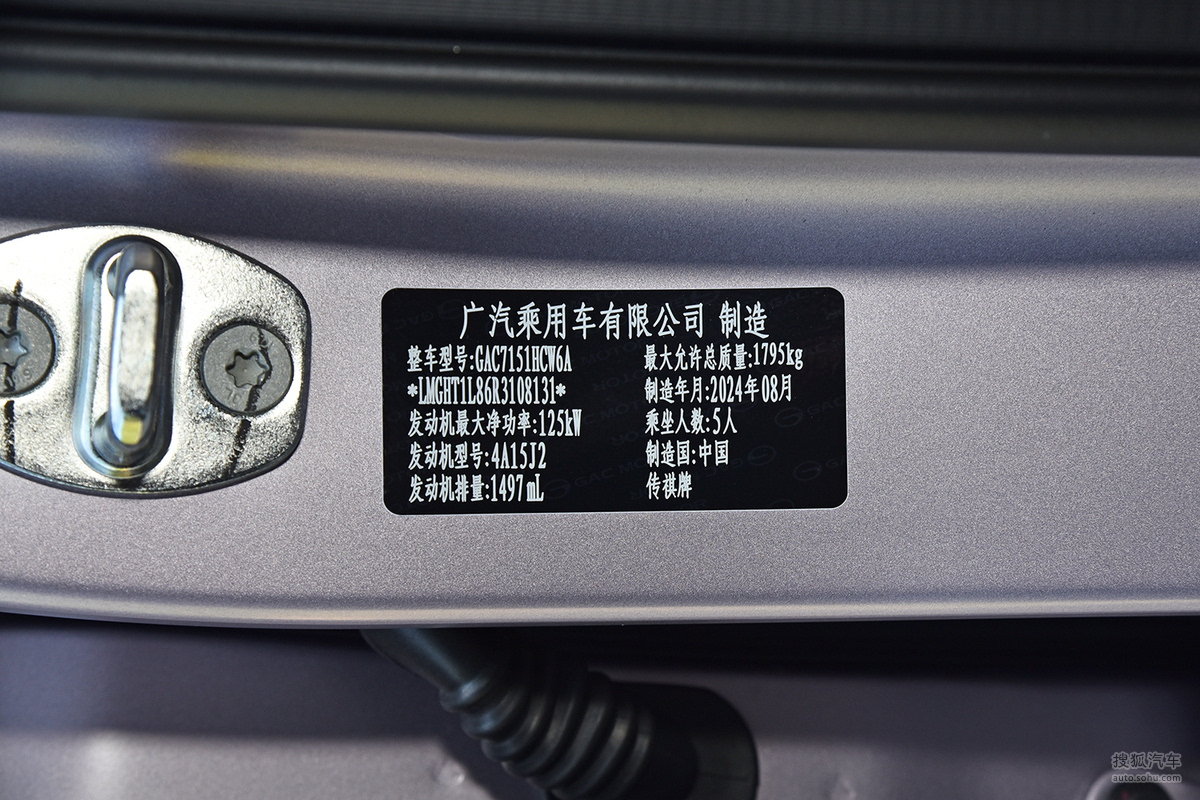 广汽乘用车有限公司 制造
整车型号:GAC7151HCW6A
最大允许总质量:1795kg
*LMGHT1L86R3108131*
制造年月:2024年08月
发动机最大净功率:125kW
乘坐人数:5人
发动机型号:4A15J2
制造国:中国
发动机排量:1497mL
传祺牌
搜狐汽车
auto.sohu.com